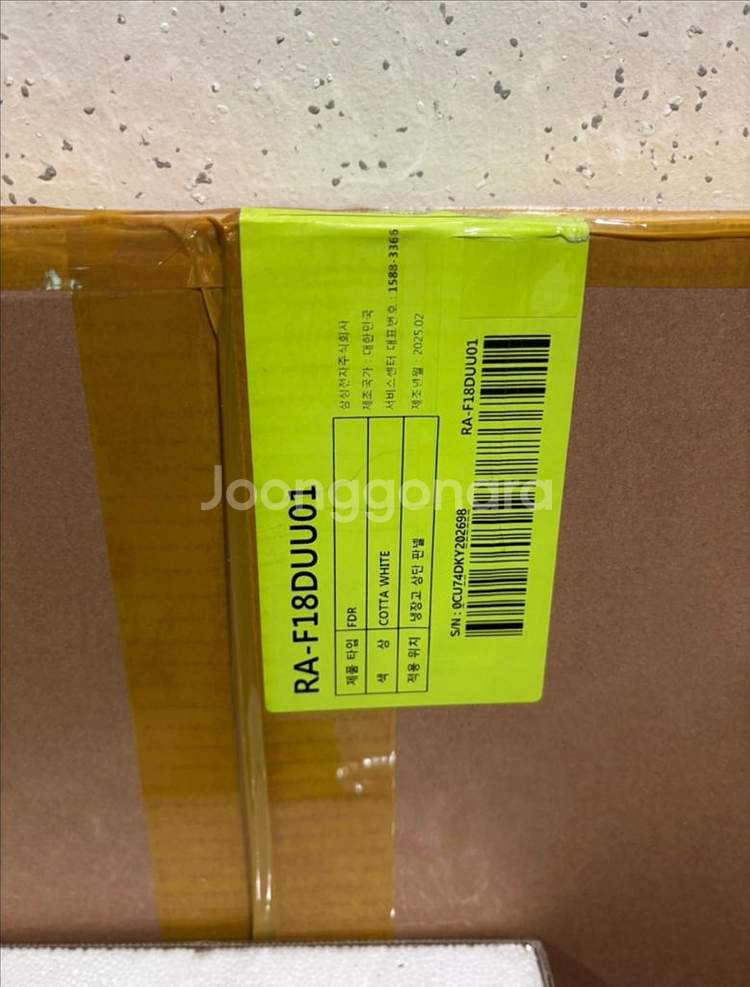 RA-F18DUU01
제품 타입 FDR
색 상 COTTA WHITE
적용 위치 냉장고 상단 판넬
삼성전자주식회사
제조국가 : 대한민국
서비스센터 대표번호 : 1588-3366
제조년월 : 2025.02
S/N : 0CU74DKY202698
RA-F18DUU01
Joonggonara